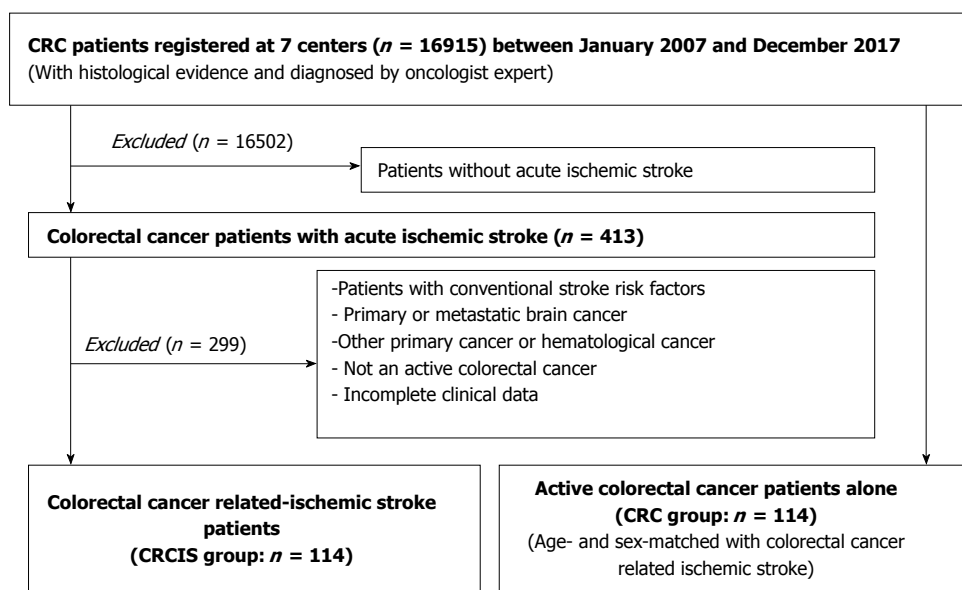 CRC patients registered at 7 centers (n = 16915) between January 2007 and December 2017
(With histological evidence and diagnosed by oncologist expert)
Excluded (n = 16502)
Patients without acute ischemic stroke
Colorectal cancer patients with acute ischemic stroke (n = 413)
-Patients with conventional stroke risk factors
- Primary or metastatic brain cancer
-Other primary cancer or hematological cancer
- Not an active colorectal cancer
- Incomplete clinical data
Excluded (n = 299)
Colorectal cancer related-ischemic stroke
patients
(CRCIS group: n = 114)
Active colorectal cancer patients alone
(CRC group: n = 114)
(Age- and sex-matched with colorectal cancer
related ischemic stroke)